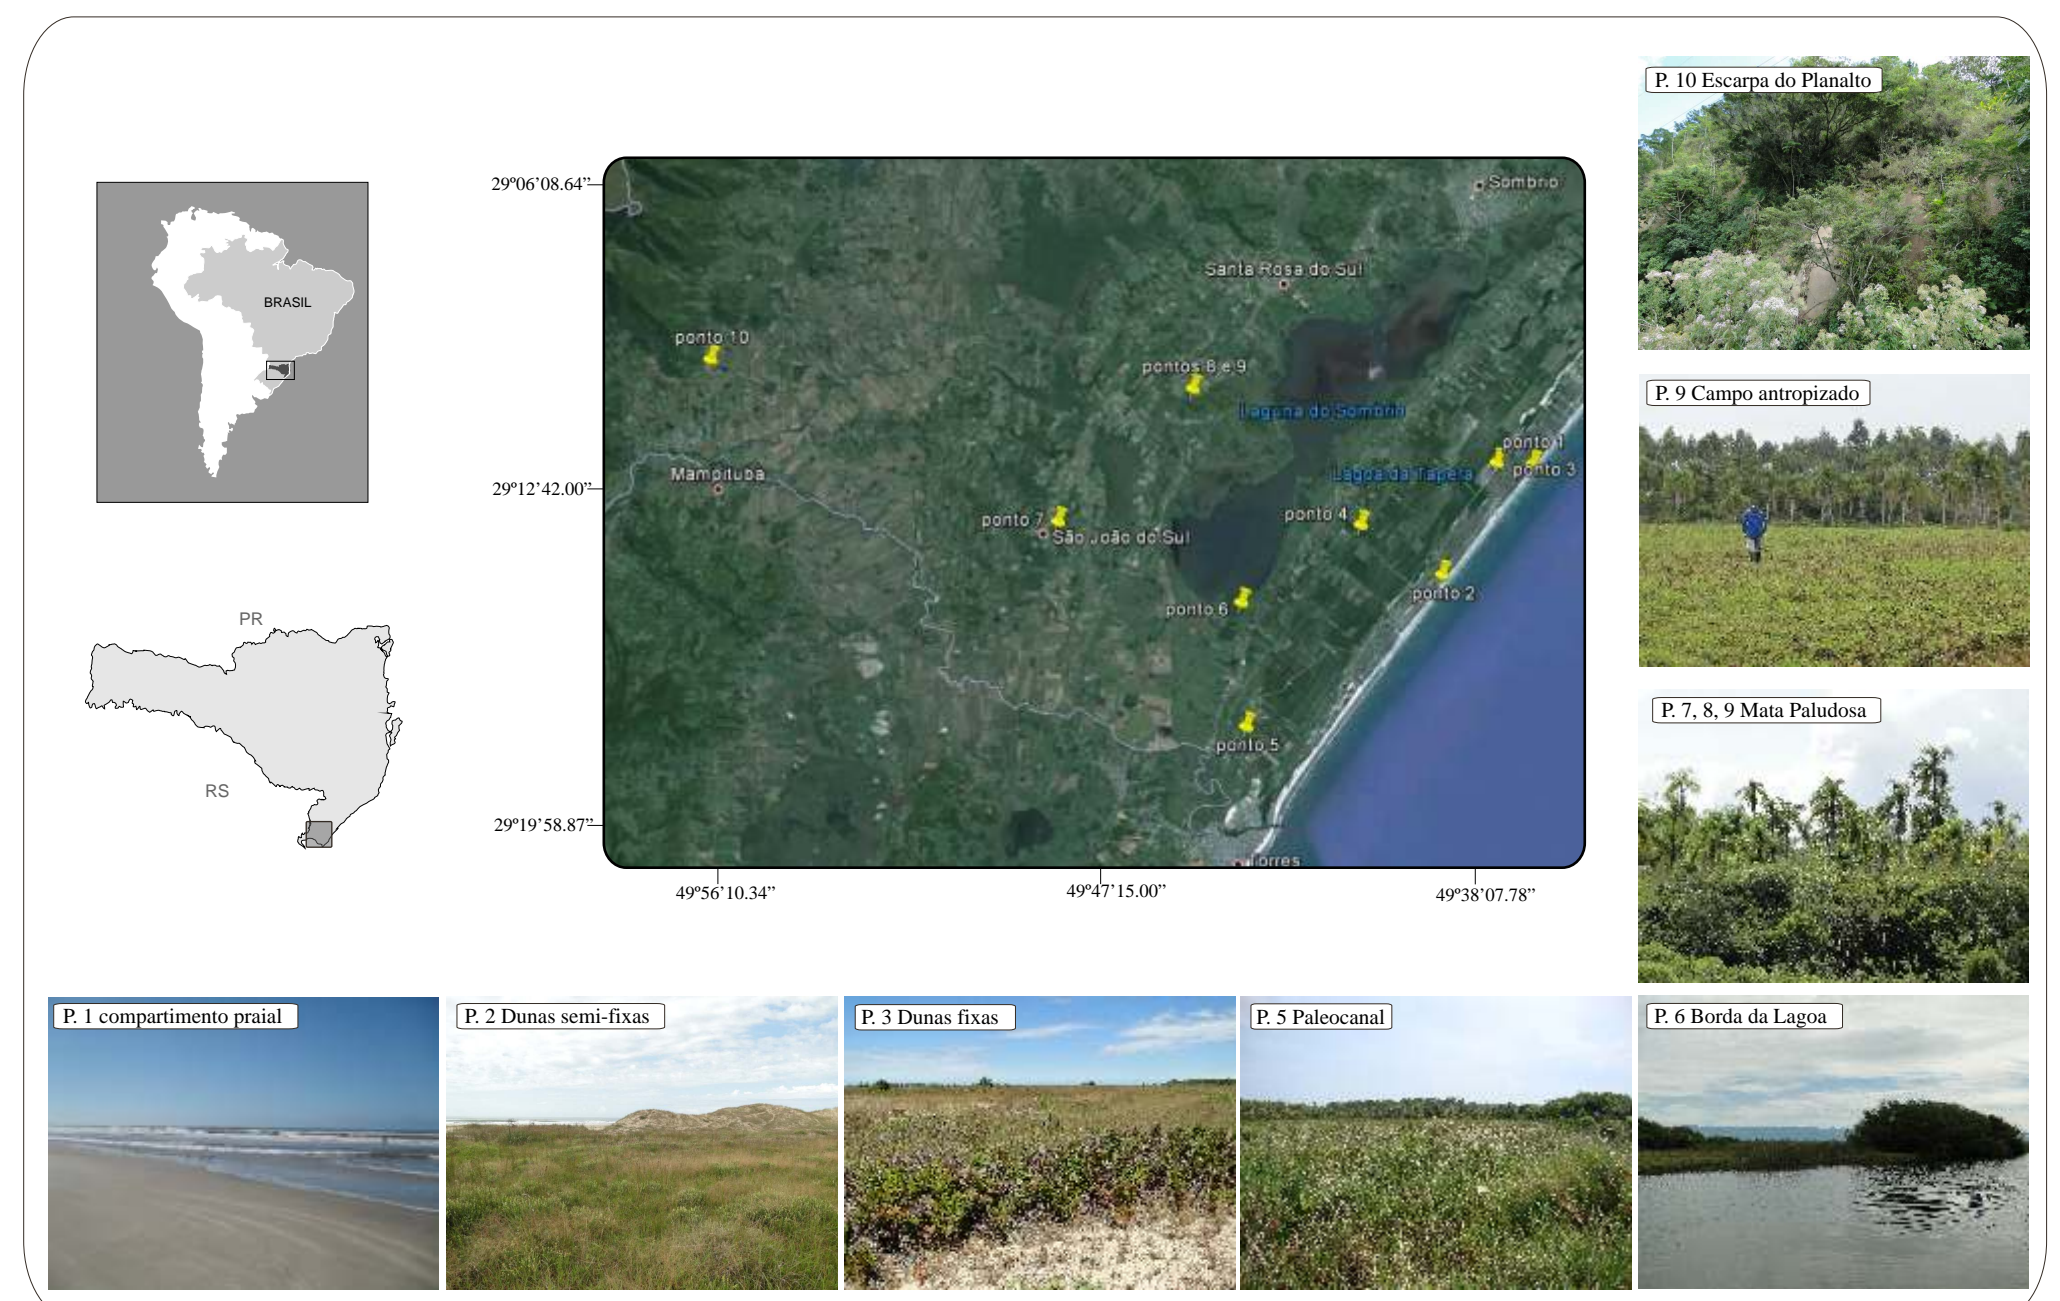 P. 10 Escarpa do Planalto
29º06’08.64”
Sombrio
Santa Rosa do Sul
BRASIL
ponto 10
pontos 8 e 9
P. 9 Campo antropizado
Laguna do Sombrio
ponto 1
Lagoa da Tapera
ponto 3
Mampituba
29º12’42.00”
ponto 4
ponto 7
São João do Sul
ponto 2
ponto 6
PR
P. 7, 8, 9 Mata Paludosa
ponto 5
RS
29º19’58.87”
Torres
49º56’10.34”
49º47’15.00”
49º38’07.78”
P. 1 compartimento praial
P. 2 Dunas semi-fixas
P. 3 Dunas fixas
P. 5 Paleocanal
P. 6 Borda da Lagoa